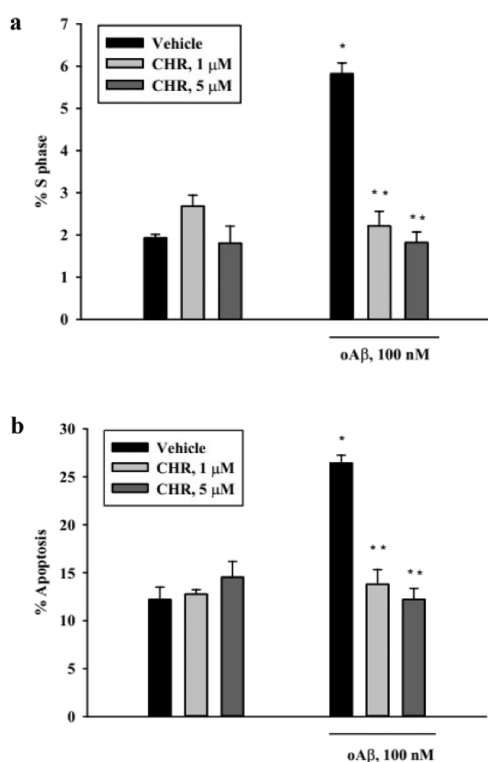 a
7
6
5
4
3
2
1
0
% S phase
Vehicle
CHR, 1 μM
CHR, 5 μM
*
**
**
oAβ, 100 nM
b
30
25
20
15
10
5
0
% Apoptosis
Vehicle
CHR, 1 μM
CHR, 5 μM
*
**
**
oAβ, 100 nM